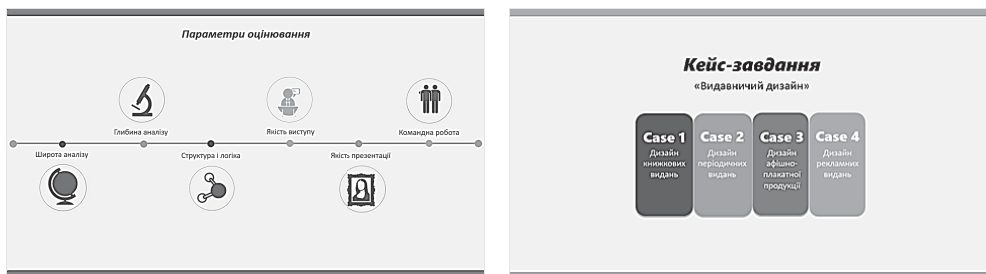 Параметри оцінювання
Глибина аналізу
Якість виступу
Командна робота
Широта аналізу
Структура і логіка
Якість презентації
Кейс-завдання
«Видавничий дизайн»
Case 1
Дизайн
книжкових
видань
Case 2
Дизайн
періодичних
видань
Case 3
Дизайн
афішно-
плакатної
продукції
Case 4
Дизайн
рекламних
видань